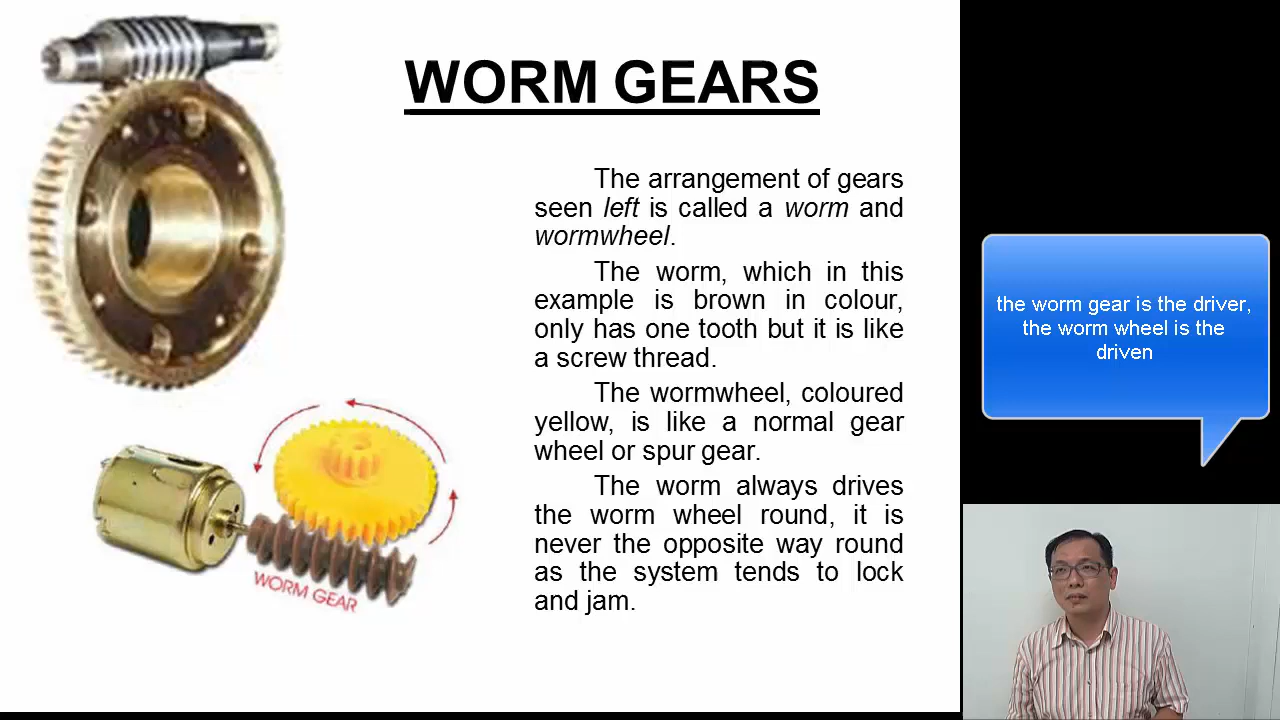 WORM GEARS
The arrangement of gears
seen left is called a worm and
wormwheel.
The worm, which in this
example is brown in colour,
only has one tooth but it is like
a screw thread.
The wormwheel, coloured
yellow, is like a normal gear
wheel or spur gear.
The worm always drives
the worm wheel round, it is
never the opposite way round
as the system tends to lock
and jam.
WORM GEAR
the worm gear is the driver,
the worm wheel is the
driven